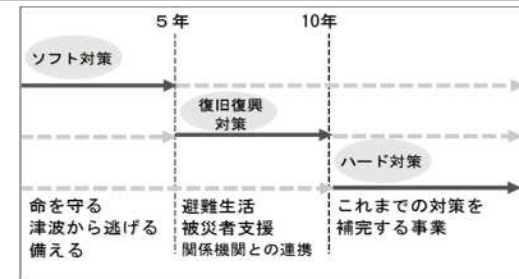 5年
10年
ソフト対策
復旧復興
対策
ハード対策
命を守る
津波から逃げる
備える
避難生活
被災者支援
関係機関との連携
これまでの対策を
補完する事業